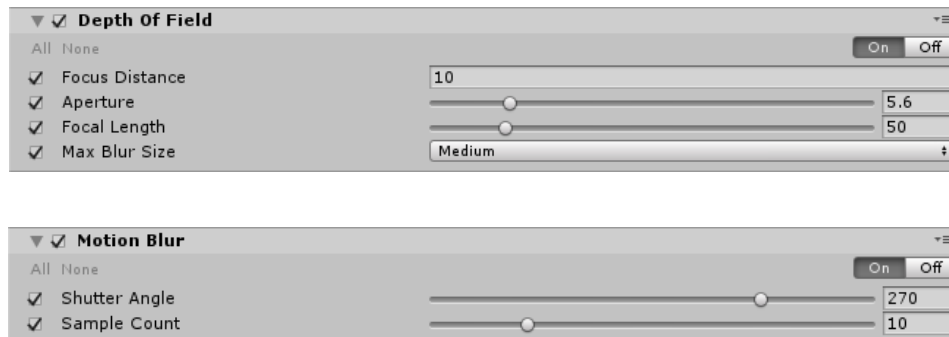 Depth Of Field
All None On Off
Focus Distance 10
Aperture 5.6
Focal Length 50
Max Blur Size Medium
Motion Blur
All None On Off
Shutter Angle 270
Sample Count 10